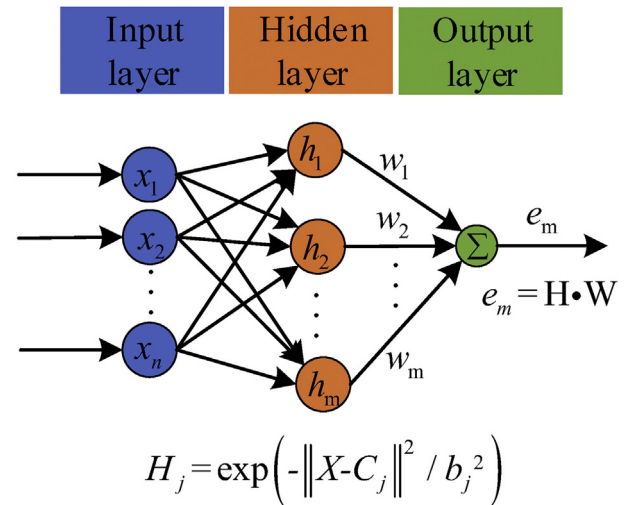 Input layer
Hidden layer
Output layer
x₁
x₂
xₙ
h₁
h₂
hₘ
w₁
w₂
wₘ
Σ
eₘ
eₘ = H•W
Hⱼ = exp(-‖X-Cⱼ‖² / bⱼ²)